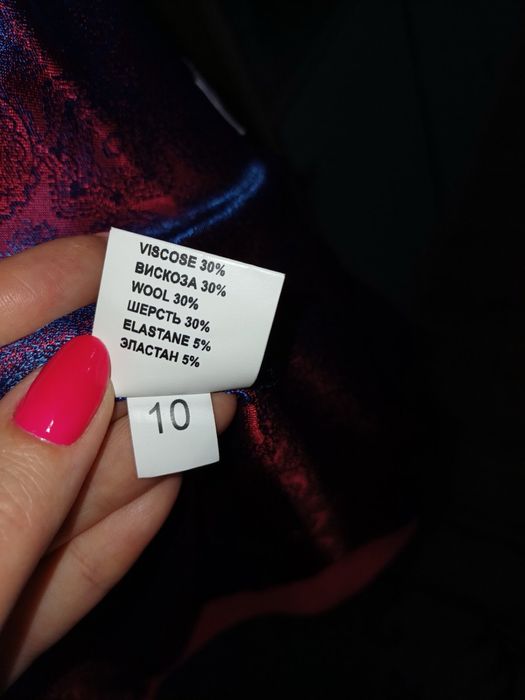 VISCOSE 30%
ВИСКОЗА 30%
WOOL 30%
ШЕРСТЬ 30%
ELASTANE 5%
ЭЛАСТАН 5%
10